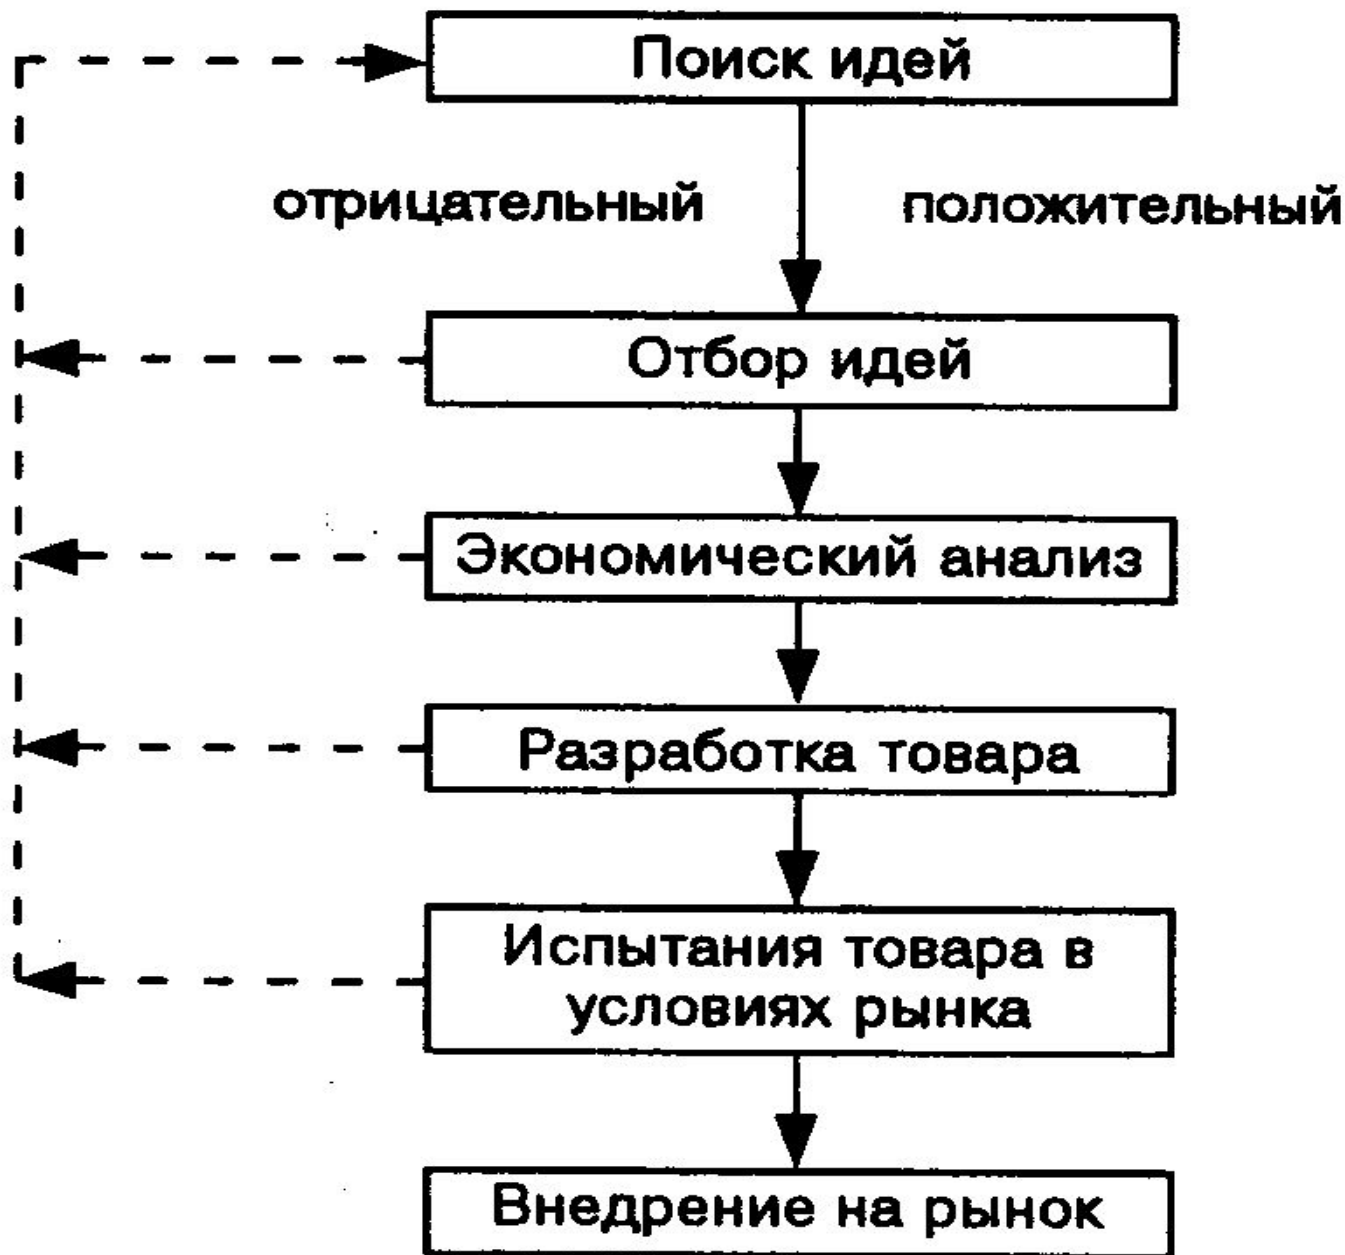 Поиск идей
отрицательный положительный
Отбор идей
Экономический анализ
Разработка товара
Испытания товара в
условиях рынка
Внедрение на рынок